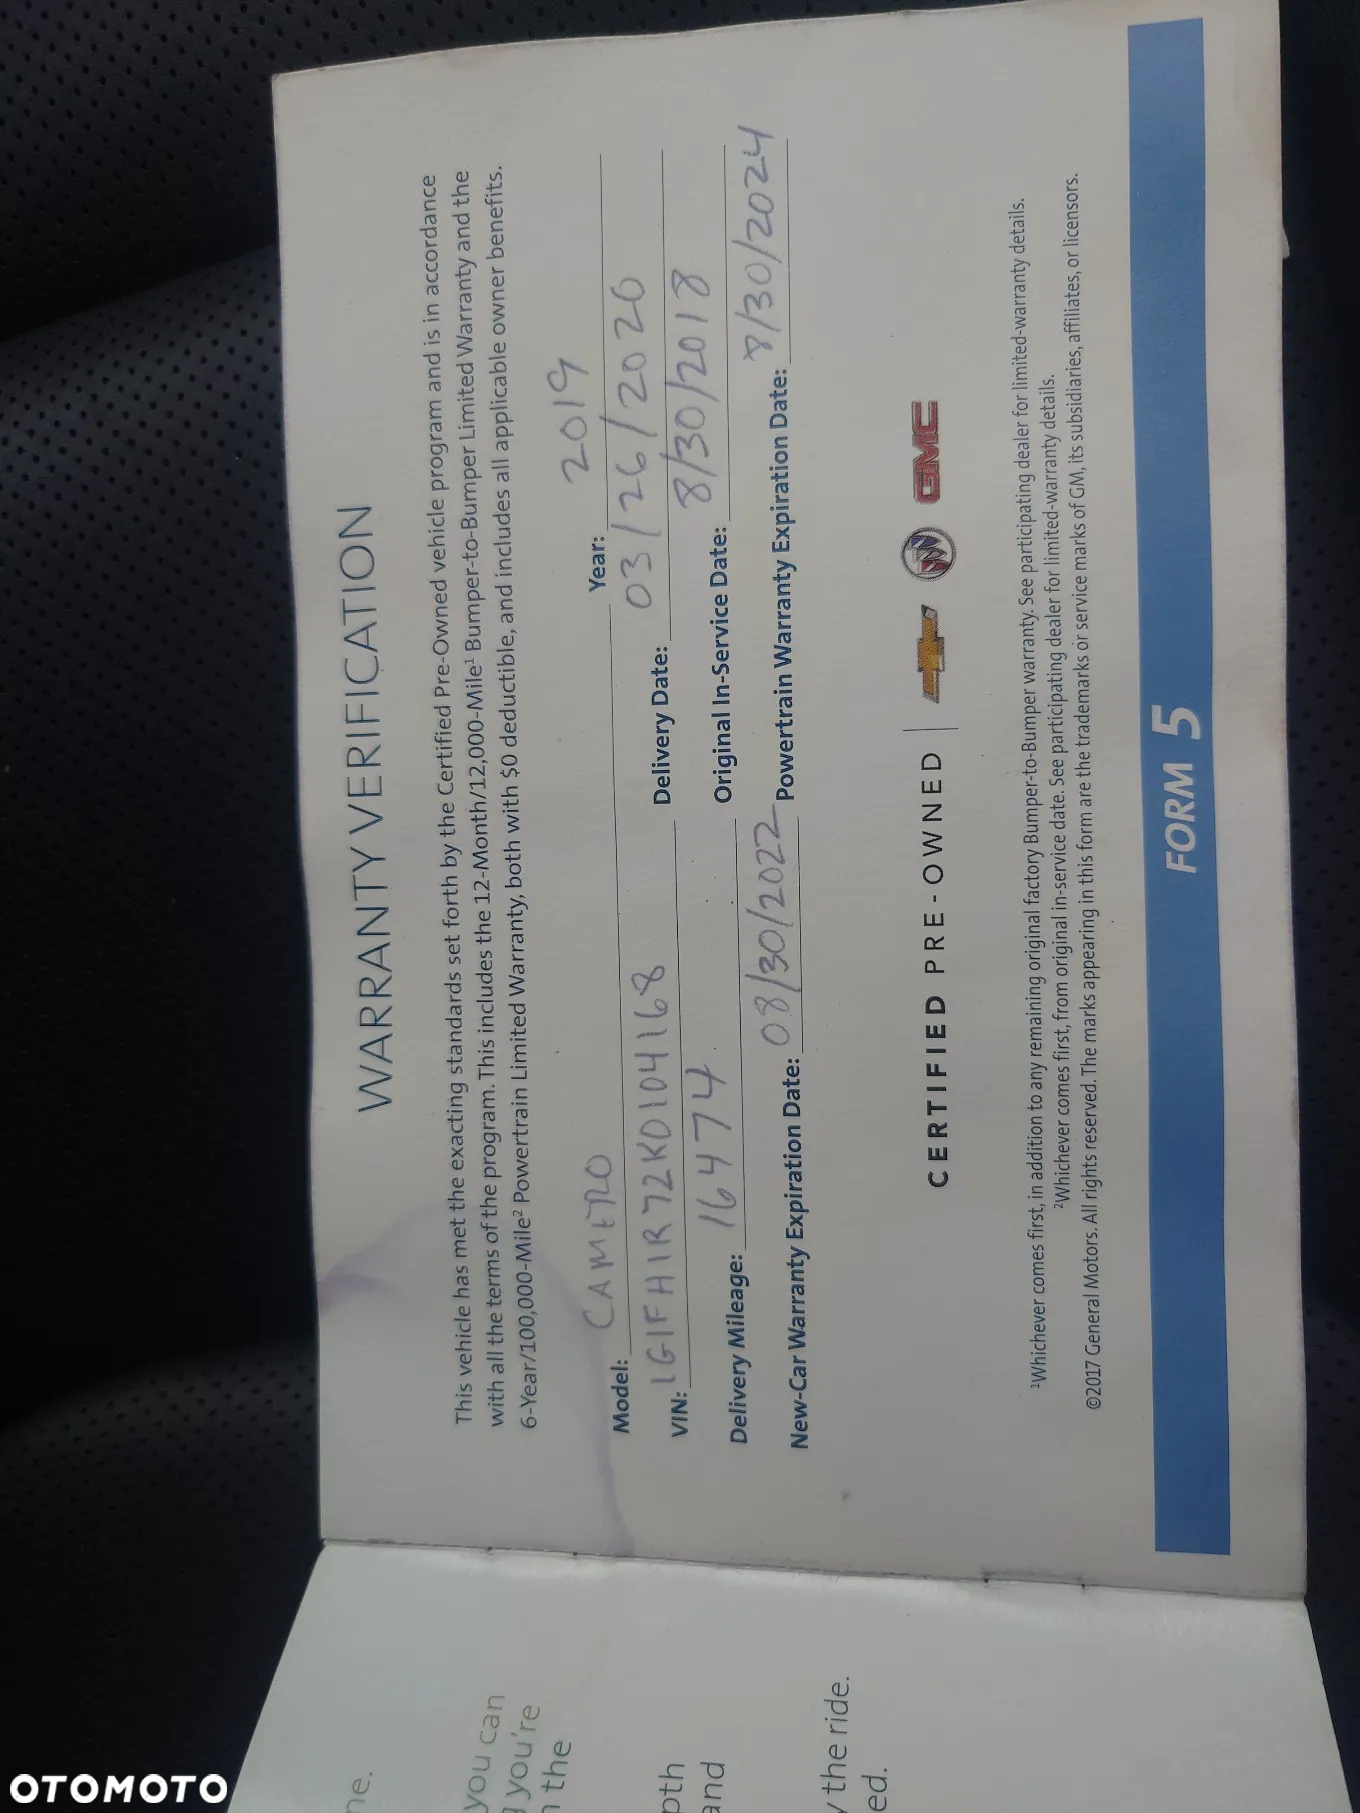 WARRANTY VERIFICATION
This vehicle has met the exacting standards set forth by the Certified Pre-Owned vehicle program and is in accordance
with all the terms of the program. This includes the 12-Month/12,000-Mile¹ Bumper-to-Bumper Limited Warranty and the
6-Year/100,000-Mile² Powertrain Limited Warranty, both with $0 deductible, and includes all applicable owner benefits.
Model: CAMERO Year: 2019
VIN: 1G1FH1R72K0104168 Delivery Date: 03/26/2020
Delivery Mileage: 16474 Original In-Service Date: 8/30/2018
New-Car Warranty Expiration Date: 08/30/2022 Powertrain Warranty Expiration Date: 8/30/2024
CERTIFIED PRE-OWNED | GMC
¹Whichever comes first, in addition to any remaining original factory Bumper-to-Bumper warranty. See participating dealer for limited-warranty details.
²Whichever comes first, from original in-service date. See participating dealer for limited-warranty details.
©2017 General Motors. All rights reserved. The marks appearing in this form are the trademarks or service marks of GM, its subsidiaries, affiliates, or licensors.
FORM 5
you can
you're
the
and
the ride.
OTOMOTO